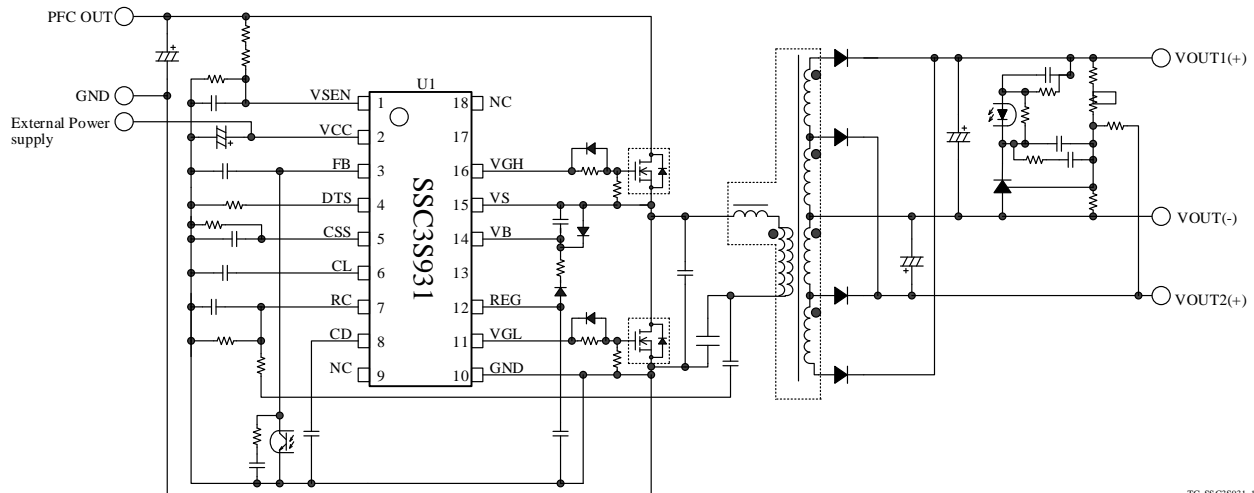 PFC OUT
GND
External Power
supply
U1
SSC3S931
VSEN 1
VCC 2
FB 3
DTS 4
CSS 5
CL 6
RC 7
CD 8
NC 9
18 NC
17
16 VGH
15 VS
14 VB
13
12 REG
11 VGL
10 GND
VOUT1(+)
VOUT(-)
VOUT2(+)